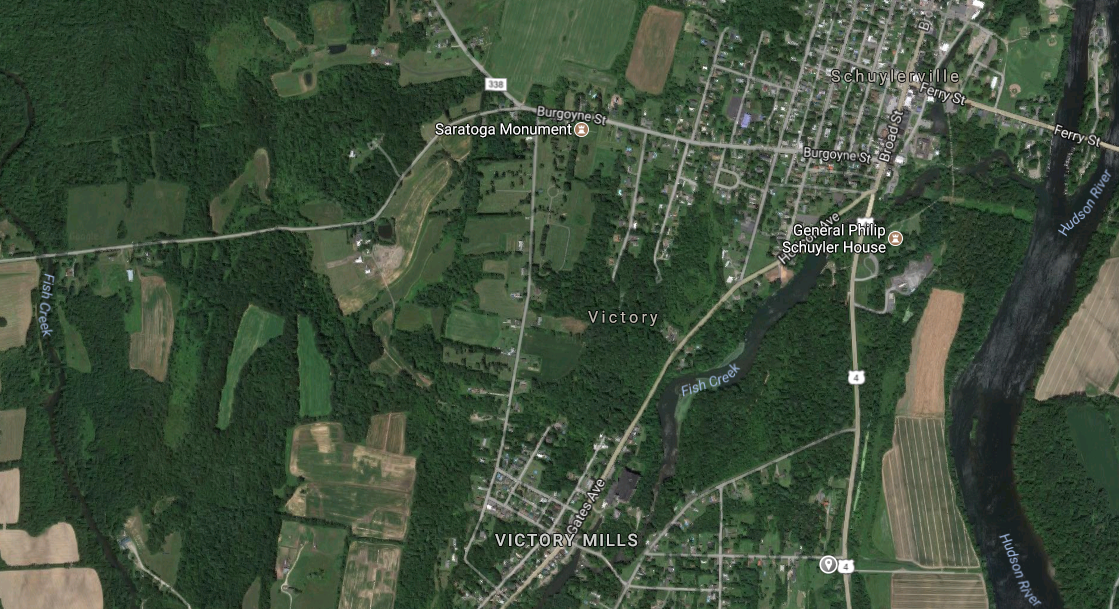 Br
Schuylerville
338
Ferry St
Burgoyne St
Saratoga Monument
Ferry St
Broad St
Burgoyne St
Hudson River
General Philip
Schuyler House
Fish Creek
Victory
4
Fish Creek
Gates Ave
VICTORY MILLS
4
Hudson River